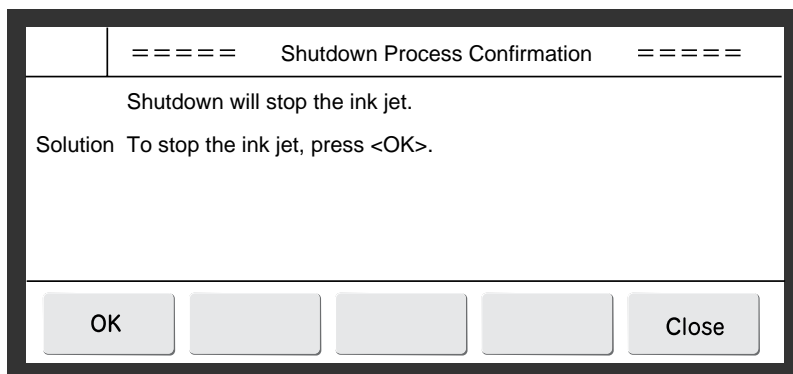 ===== Shutdown Process Confirmation =====
Shutdown will stop the ink jet.
Solution To stop the ink jet, press <OK>.
OK Close